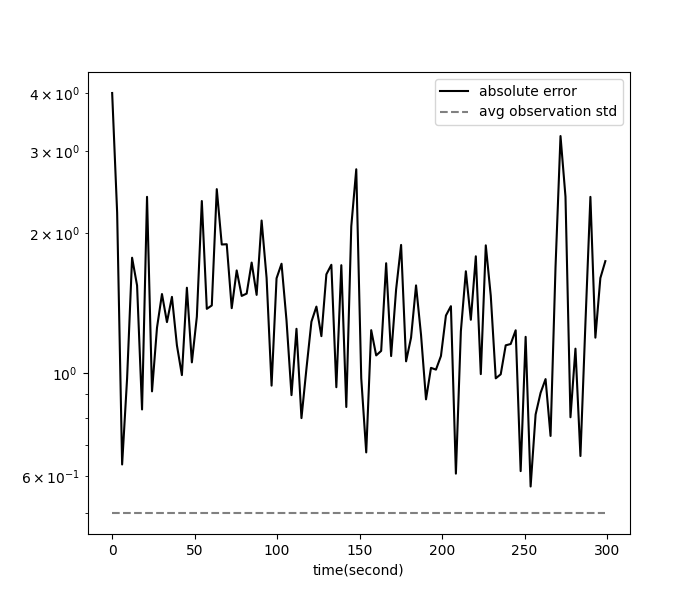 absolute error
avg observation std
4 × 10⁰
3 × 10⁰
2 × 10⁰
10⁰
6 × 10⁻¹
0 50 100 150 200 250 300
time(second)